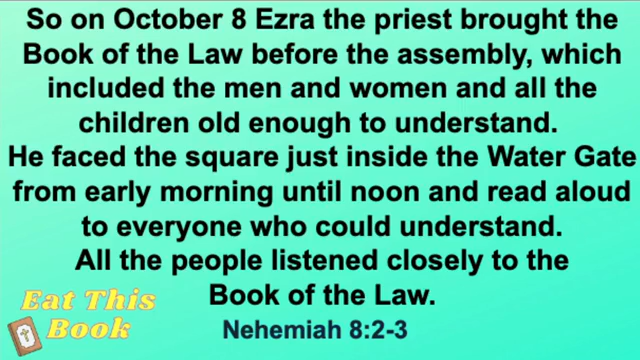 So on October 8 Ezra the priest brought the
Book of the Law before the assembly, which
included the men and women and all the
children old enough to understand.
He faced the square just inside the Water Gate
from early morning until noon and read aloud
to everyone who could understand.
All the people listened closely to the
Book of the Law.
Nehemiah 8:2-3
Eat This
Book